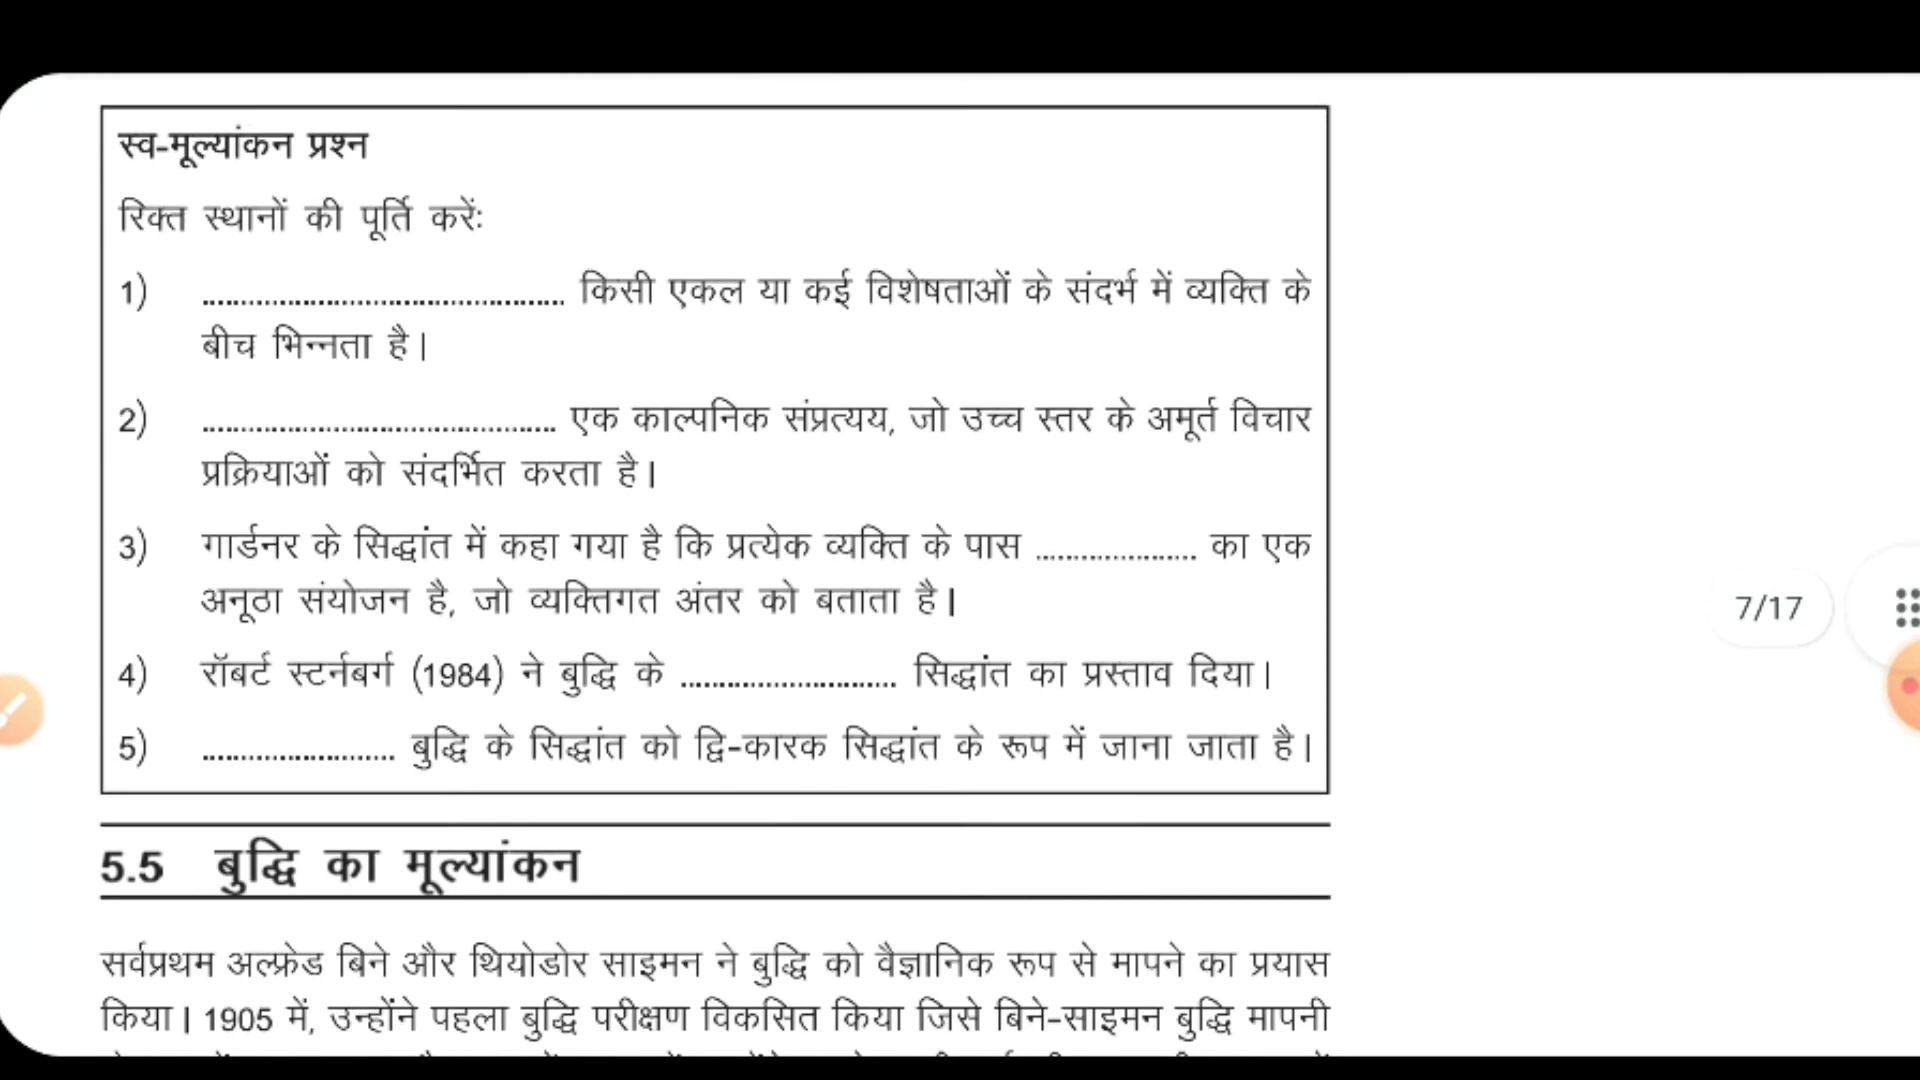 स्व-मूल्यांकन प्रश्न
रिक्त स्थानों की पूर्ति करें:
1) ............................................... किसी एकल या कई विशेषताओं के संदर्भ में व्यक्ति के
बीच भिन्नता है।
2) .............................................. एक काल्पनिक संप्रत्यय, जो उच्च स्तर के अमूर्त विचार
प्रक्रियाओं को संदर्भित करता है।
3) गार्डनर के सिद्धांत में कहा गया है कि प्रत्येक व्यक्ति के पास ..................... का एक
अनूठा संयोजन है, जो व्यक्तिगत अंतर को बताता है।
7/17
4) रॉबर्ट स्टर्नबर्ग (1984) ने बुद्धि के ............................ सिद्धांत का प्रस्ताव दिया।
5) ......................... बुद्धि के सिद्धांत को द्वि-कारक सिद्धांत के रूप में जाना जाता है।
5.5 बुद्धि का मूल्यांकन
सर्वप्रथम अल्फ्रेड बिने और थियोडोर साइमन ने बुद्धि को वैज्ञानिक रूप से मापने का प्रयास
किया। 1905 में, उन्होंने पहला बुद्धि परीक्षण विकसित किया जिसे बिने-साइमन बुद्धि मापनी